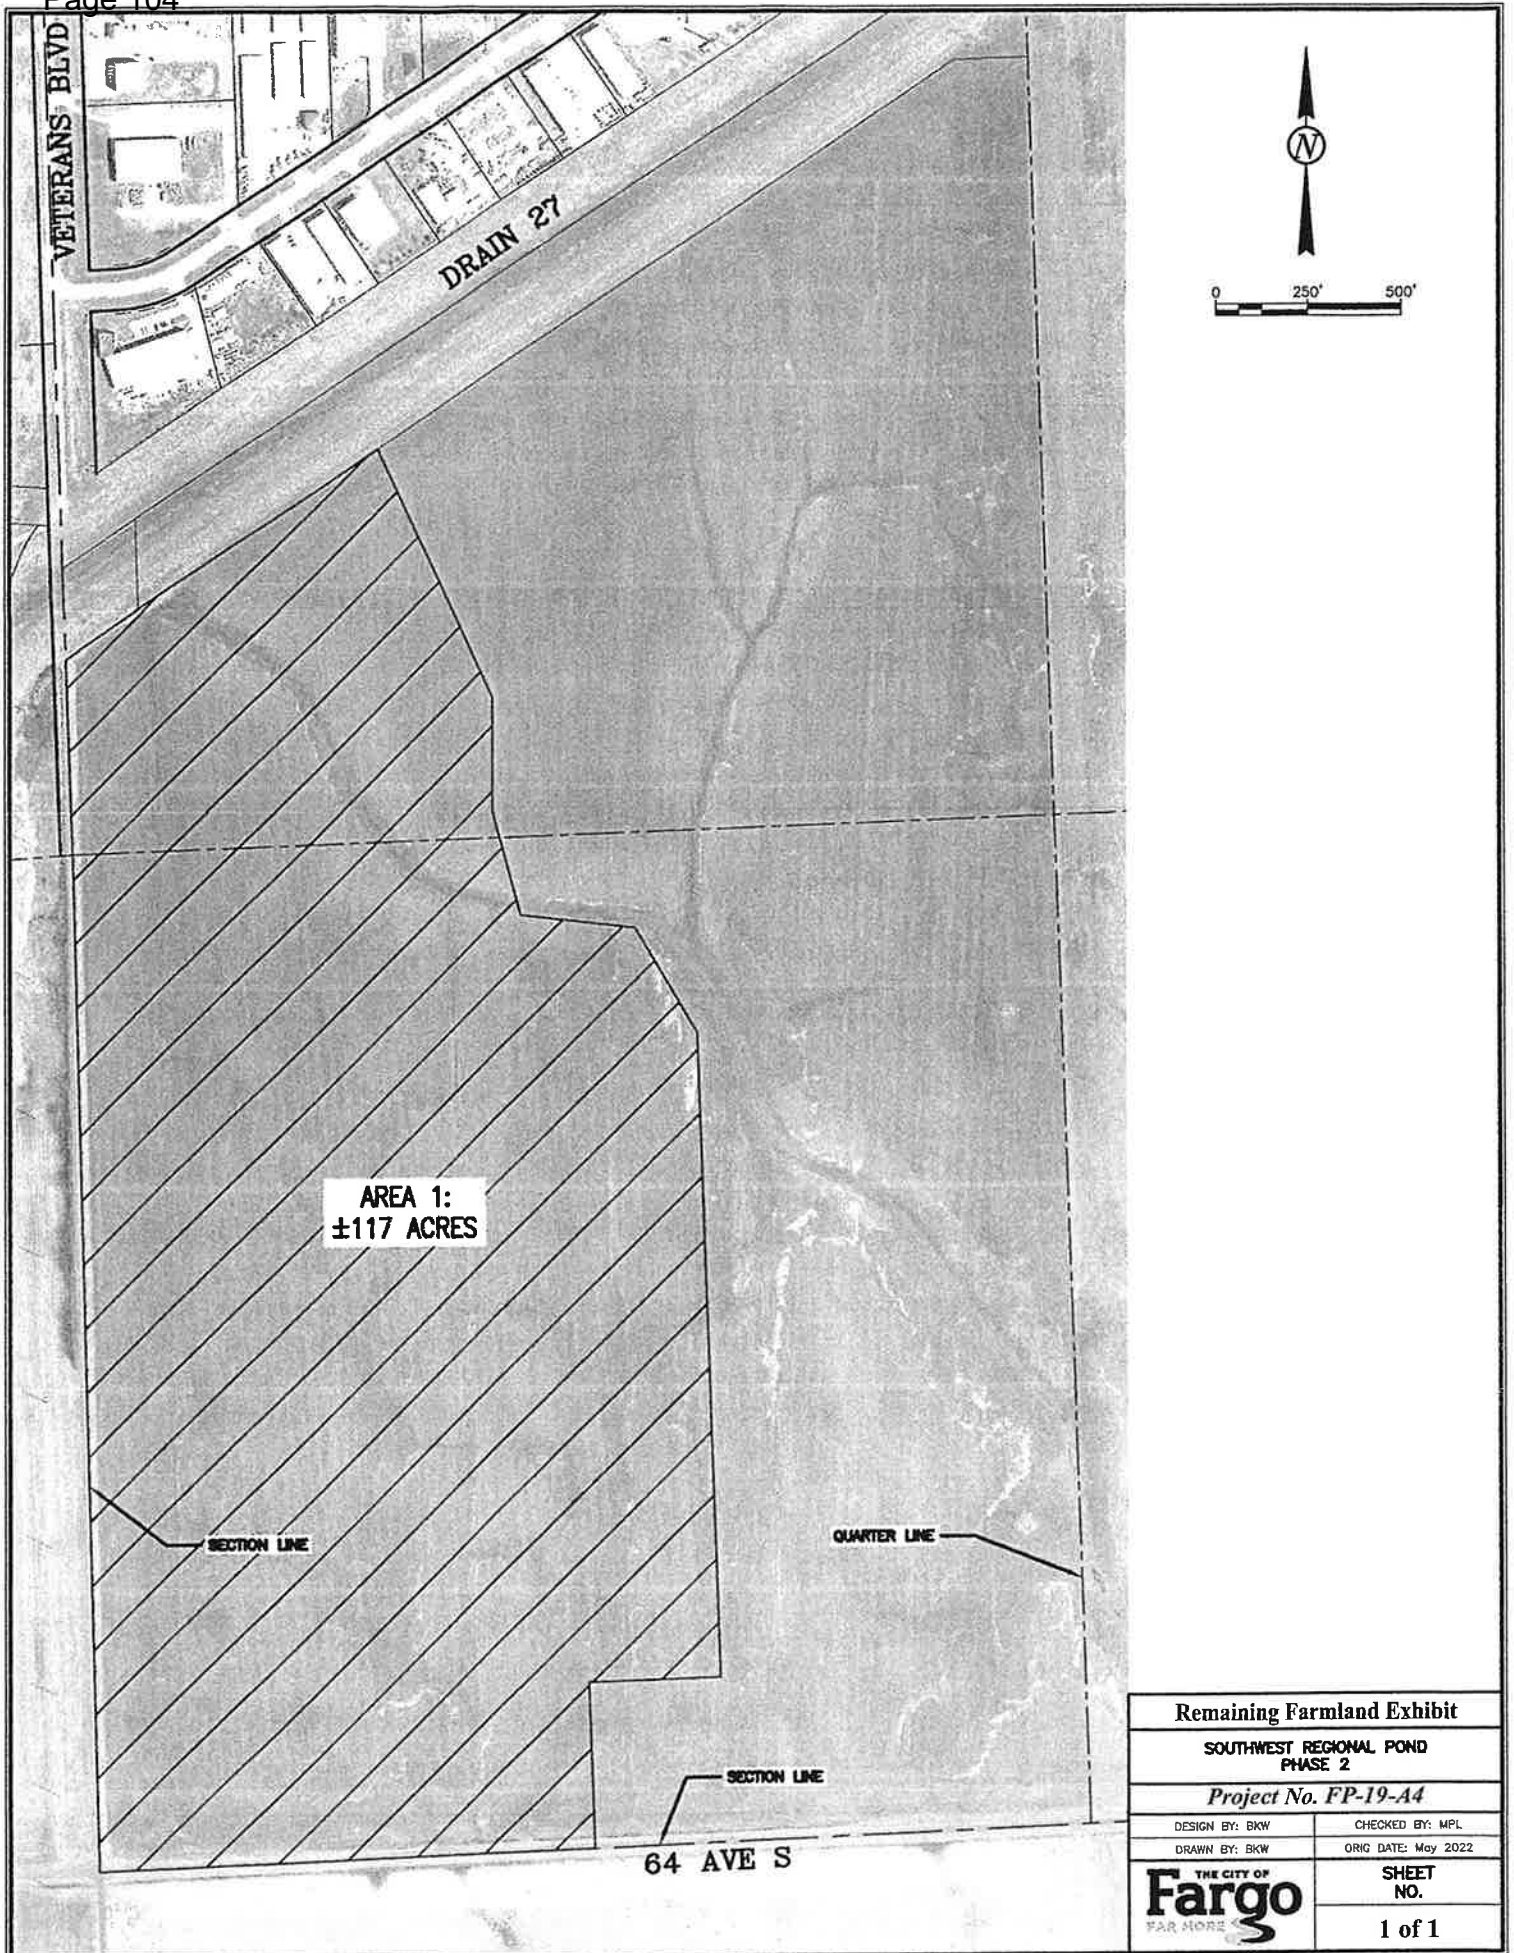 Page 104
VETERANS BLVD
DRAIN 27
N
0 250' 500'
AREA 1:
±117 ACRES
SECTION LINE
QUARTER LINE
SECTION LINE
64 AVE S
Remaining Farmland Exhibit
SOUTHWEST REGIONAL POND
PHASE 2
Project No. FP-19-A4
DESIGN BY: BKW
CHECKED BY: MPL
DRAWN BY: BKW
ORIG DATE: May 2022
THE CITY OF
Fargo
FAR MORE
SHEET
NO.
1 of 1